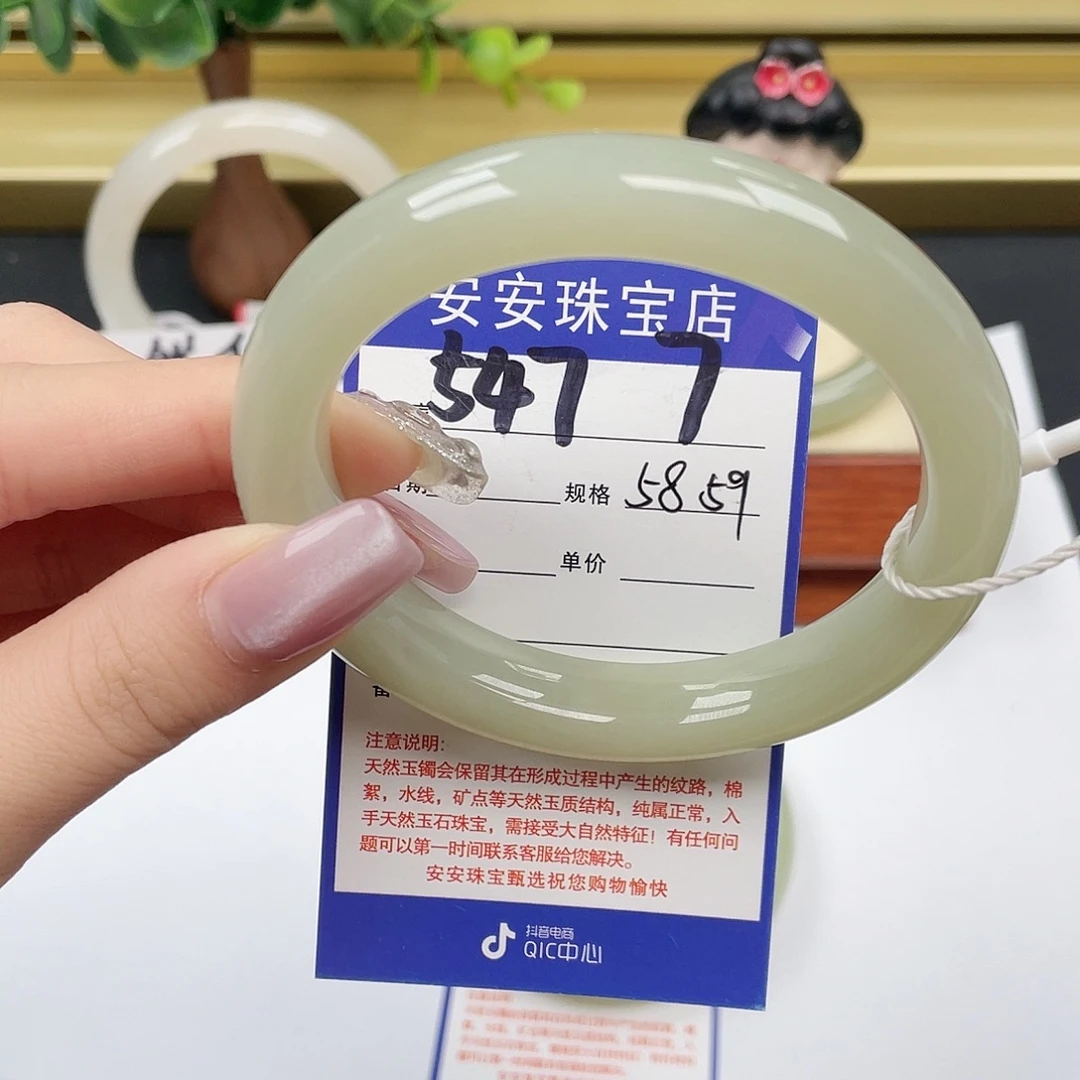 安安珠宝店
547 7
日期 规格 58 59
单价
备
注意说明:
天然玉镯会保留其在形成过程中产生的纹路，棉
絮，水线，矿点等天然玉质结构，纯属正常，入
手天然玉石珠宝，需接受大自然特征！有任何问
题可以第一时间联系客服给您解决。
安安珠宝甄选祝您购物愉快
抖音电商
QIC中心